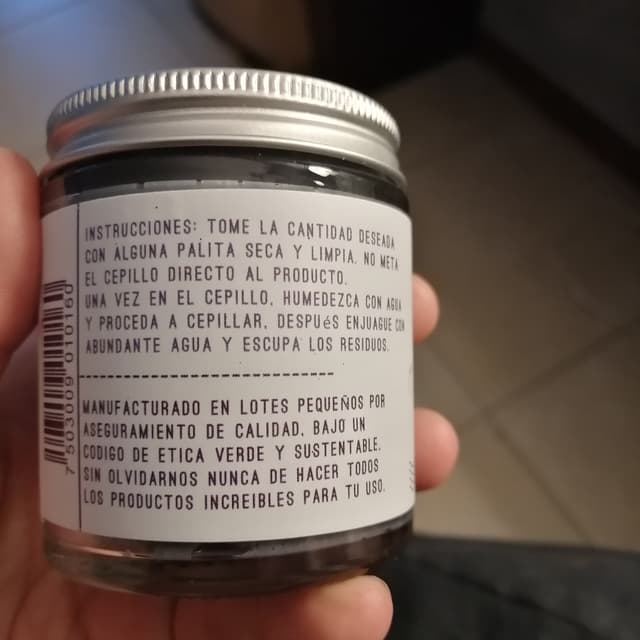 INSTRUCCIONES: TOME LA CANTIDAD DESEADA
CON ALGUNA PALITA SECA Y LIMPIA. NO META
EL CEPILLO DIRECTO AL PRODUCTO.
UNA VEZ EN EL CEPILLO, HUMEDEZCA CON AGUA
Y PROCEDA A CEPILLAR, DESPUéS ENJUAGUE CON
ABUNDANTE AGUA Y ESCUPA LOS RESIDUOS.
MANUFACTURADO EN LOTES PEQUEÑOS POR
ASEGURAMIENTO DE CALIDAD, BAJO UN
CODIGO DE ETICA VERDE Y SUSTENTABLE.
SIN OLVIDARNOS NUNCA DE HACER TODOS
LOS PRODUCTOS INCREIBLES PARA TU USO.
7 503009 010160